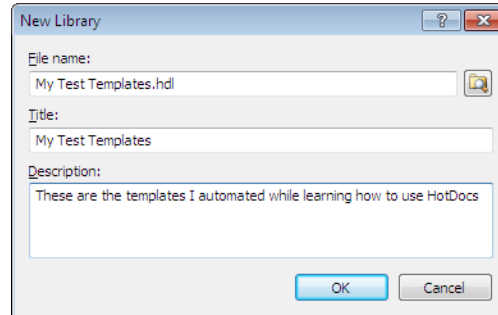 New Library
File name:
My Test Templates.hdl
Title:
My Test Templates
Description:
These are the templates I automated while learning how to use HotDocs
OK Cancel